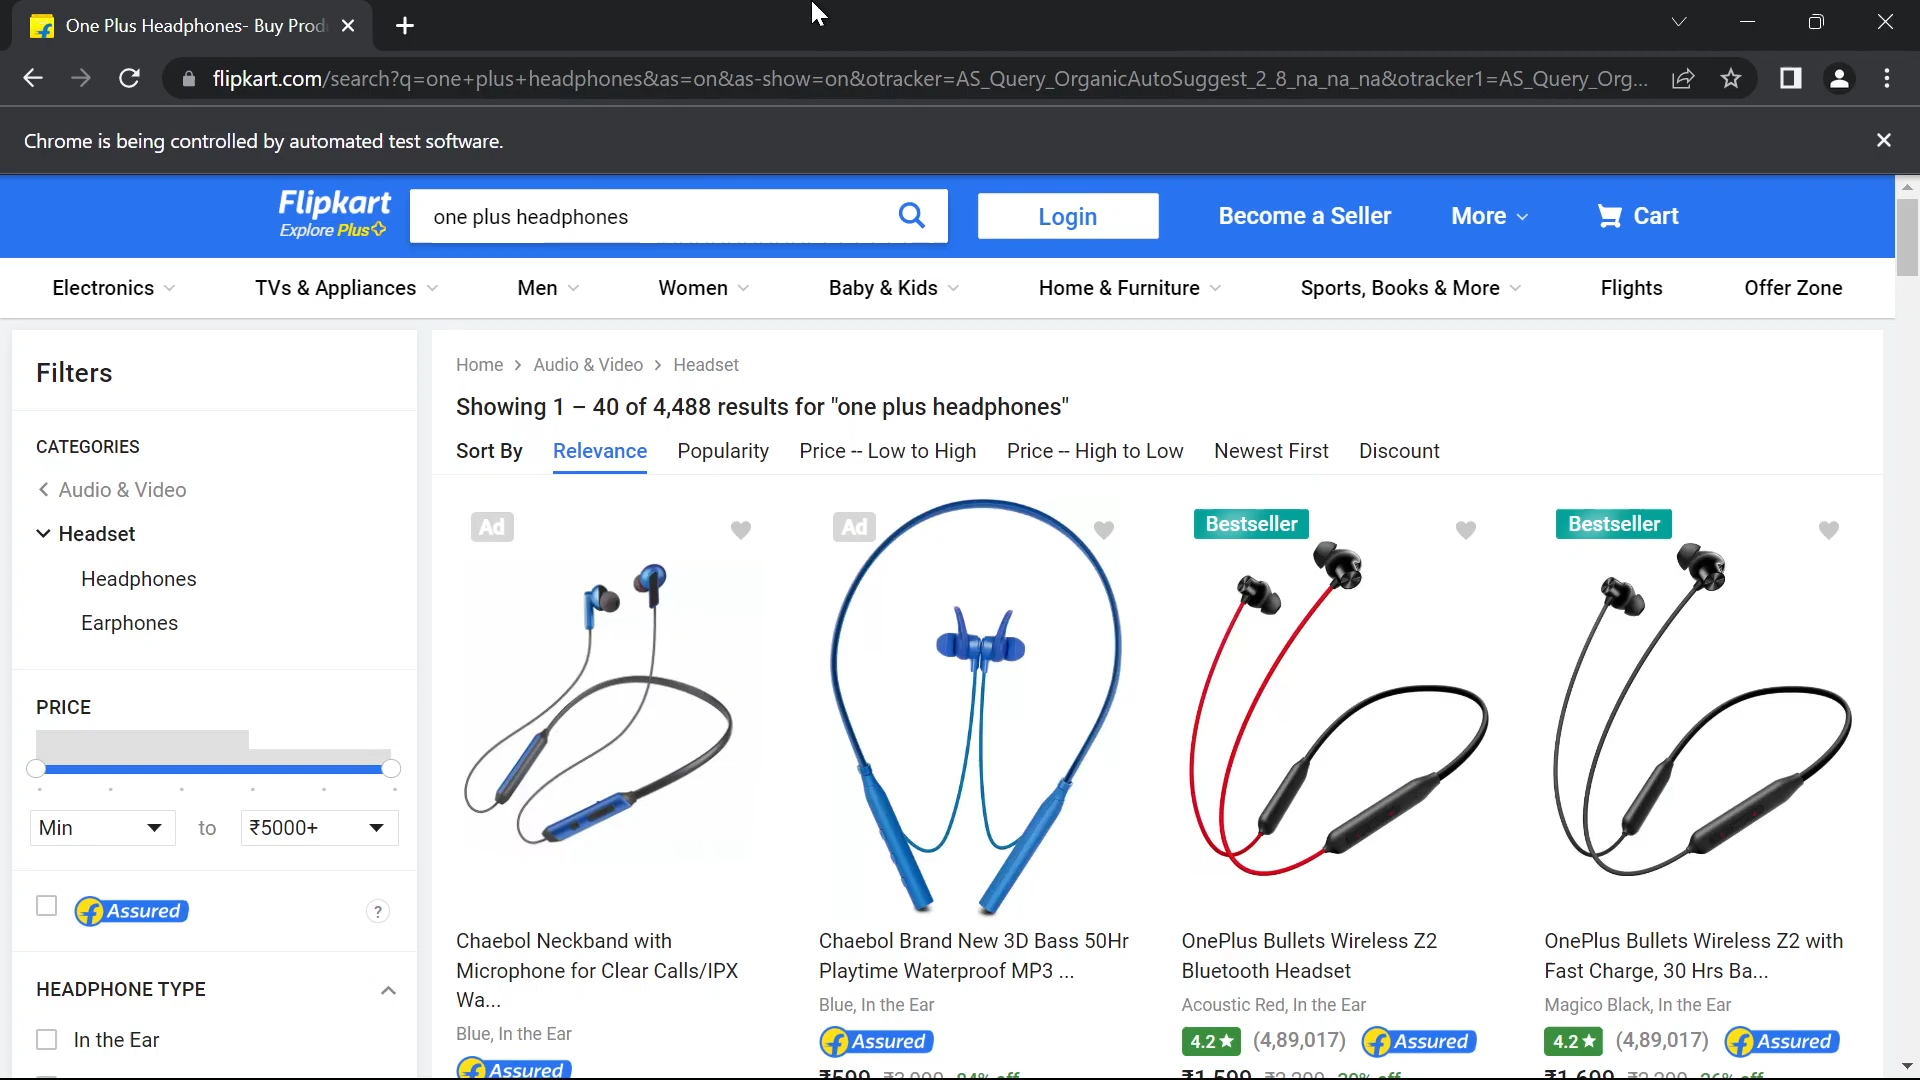 One Plus Headphones- Buy Prod
flipkart.com/search?q=one+plus+headphones&as=on&as-show=on&otracker=AS_Query_OrganicAutoSuggest_2_8_na_na_na&otracker1=AS_Query_Org...
Chrome is being controlled by automated test software.
Flipkart
Explore Plus
one plus headphones
Login
Become a Seller
More
Cart
Electronics
TVs & Appliances
Men
Women
Baby & Kids
Home & Furniture
Sports, Books & More
Flights
Offer Zone
Filters
CATEGORIES
Audio & Video
Headset
Headphones
Earphones
PRICE
Min
to
₹5000+
Assured
?
HEADPHONE TYPE
In the Ear
Home > Audio & Video > Headset
Showing 1 – 40 of 4,488 results for "one plus headphones"
Sort By Relevance Popularity Price -- Low to High Price -- High to Low Newest First Discount
Ad
Chaebol Neckband with
Microphone for Clear Calls/IPX
Wa...
Blue, In the Ear
Assured
Ad
Chaebol Brand New 3D Bass 50Hr
Playtime Waterproof MP3 ...
Blue, In the Ear
Assured
Bestseller
OnePlus Bullets Wireless Z2
Bluetooth Headset
Acoustic Red, In the Ear
4.2★ (4,89,017) Assured
Bestseller
OnePlus Bullets Wireless Z2 with
Fast Charge, 30 Hrs Ba...
Magico Black, In the Ear
4.2★ (4,89,017) Assured